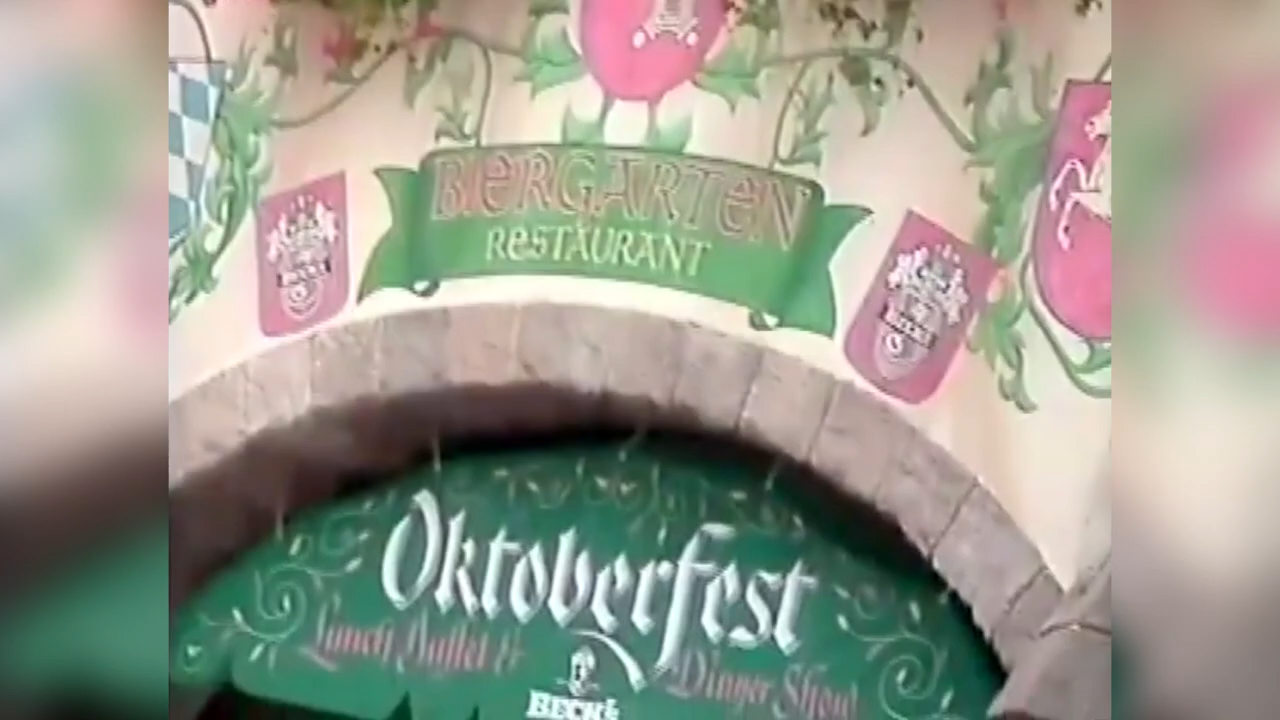 BIERGARTEN
RESTAURANT
Oktoberfest
Lunch Buffet & Dinner Show
BECK'S